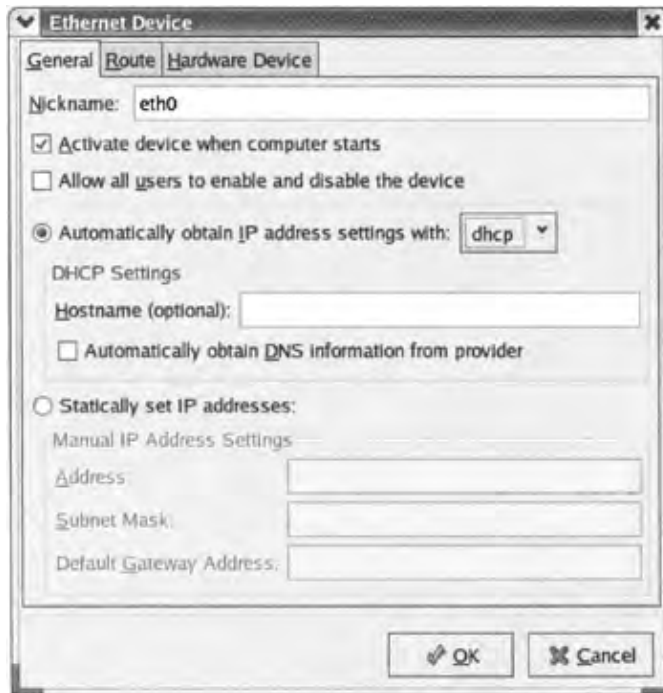 Ethernet Device
General Route Hardware Device
Nickname: eth0
Activate device when computer starts
Allow all users to enable and disable the device
Automatically obtain IP address settings with: dhcp
DHCP Settings
Hostname (optional):
Automatically obtain DNS information from provider
Statically set IP addresses:
Manual IP Address Settings
Address
Subnet Mask:
Default Gateway Address:
OK Cancel